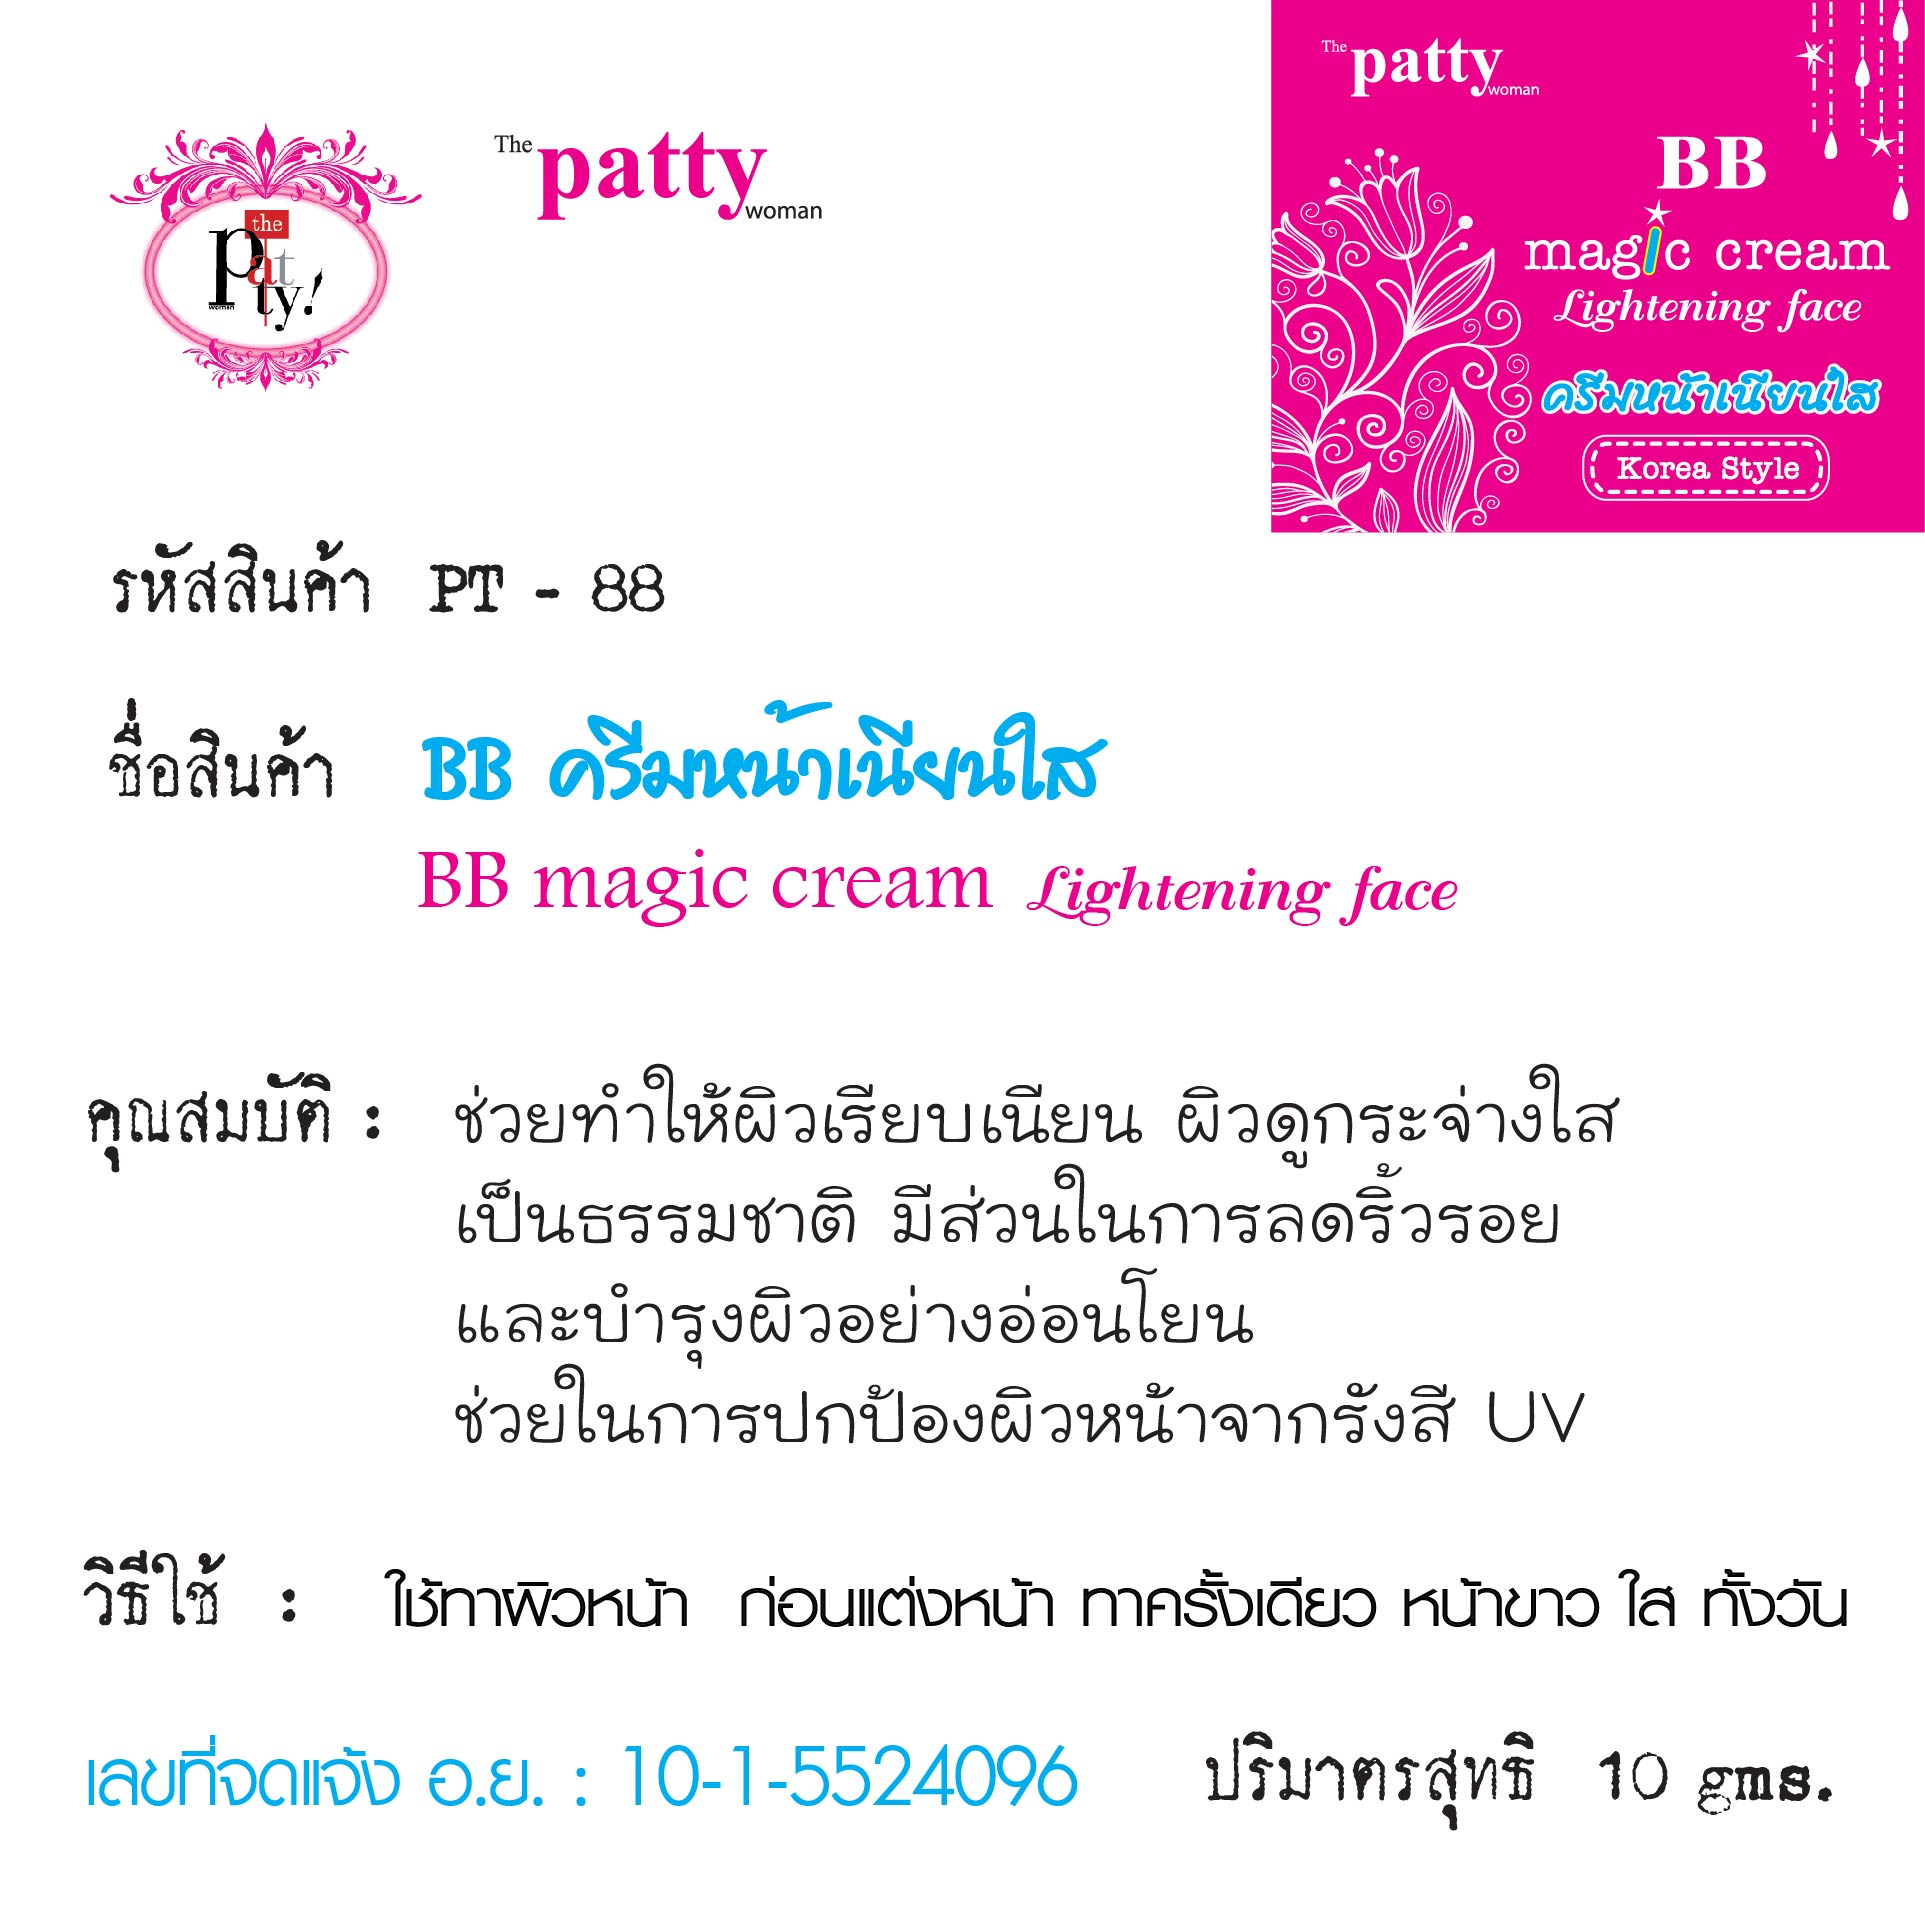 the
patty!
woman
The patty woman
The patty woman
BB
magic cream
Lightening face
ครีมหน้าเนียนใส
Korea Style
รหัสสินค้า PT - 88
ชื่อสินค้า BB ครีมหน้าเนียนใส
BB magic cream Lightening face
คุณสมบัติ : ช่วยทำให้ผิวเรียบเนียน ผิวดูกระจ่างใส
เป็นธรรมชาติ มีส่วนในการลดริ้วรอย
และบำรุงผิวอย่างอ่อนโยน
ช่วยในการปกป้องผิวหน้าจากรังสี UV
วิธีใช้ : ใช้ทาผิวหน้า ก่อนแต่งหน้า ทาครั้งเดียว หน้าขาว ใส ทั้งวัน
เลขที่จดแจ้ง อ.ย. : 10-1-5524096 ปริมาตรสุทธิ 10 gms.